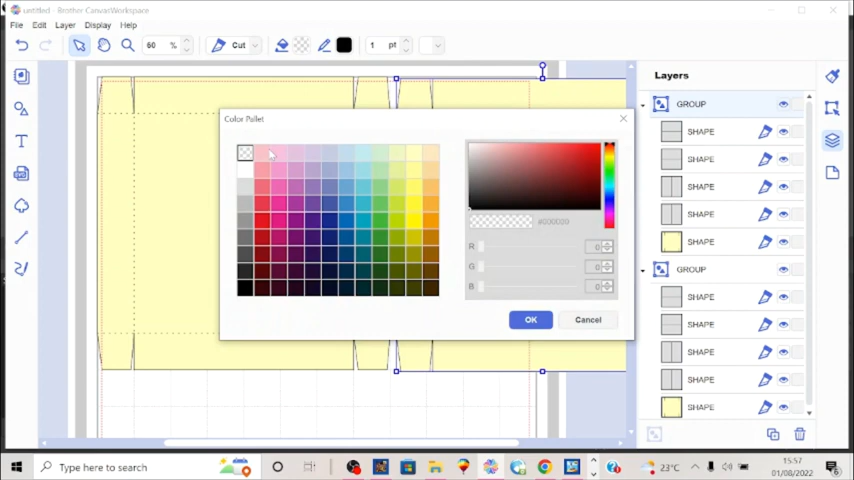 untitled - Brother CanvasWorkspace
File Edit Layer Display Help
60 % Cut 1 pt
Layers
Color Pallet
GROUP
SHAPE
SHAPE
SHAPE
SHAPE
SHAPE
#000000
R 0
G 0
B 0
OK Cancel
GROUP
SHAPE
SHAPE
SHAPE
SHAPE
SHAPE
Type here to search
23°C
15:57
01/08/2022